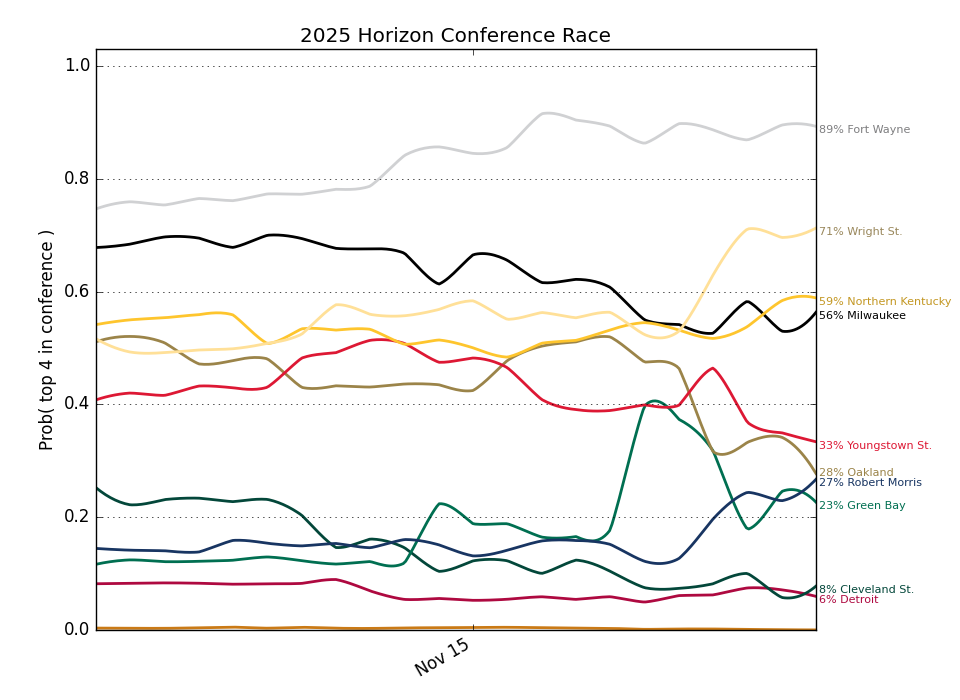 2025 Horizon Conference Race
1.0
0.8
0.6
0.4
0.2
0.0
Prob( top 4 in conference )
Nov 15
89% Fort Wayne
71% Wright St.
59% Northern Kentucky
56% Milwaukee
33% Youngstown St.
28% Oakland
27% Robert Morris
23% Green Bay
8% Cleveland St.
6% Detroit